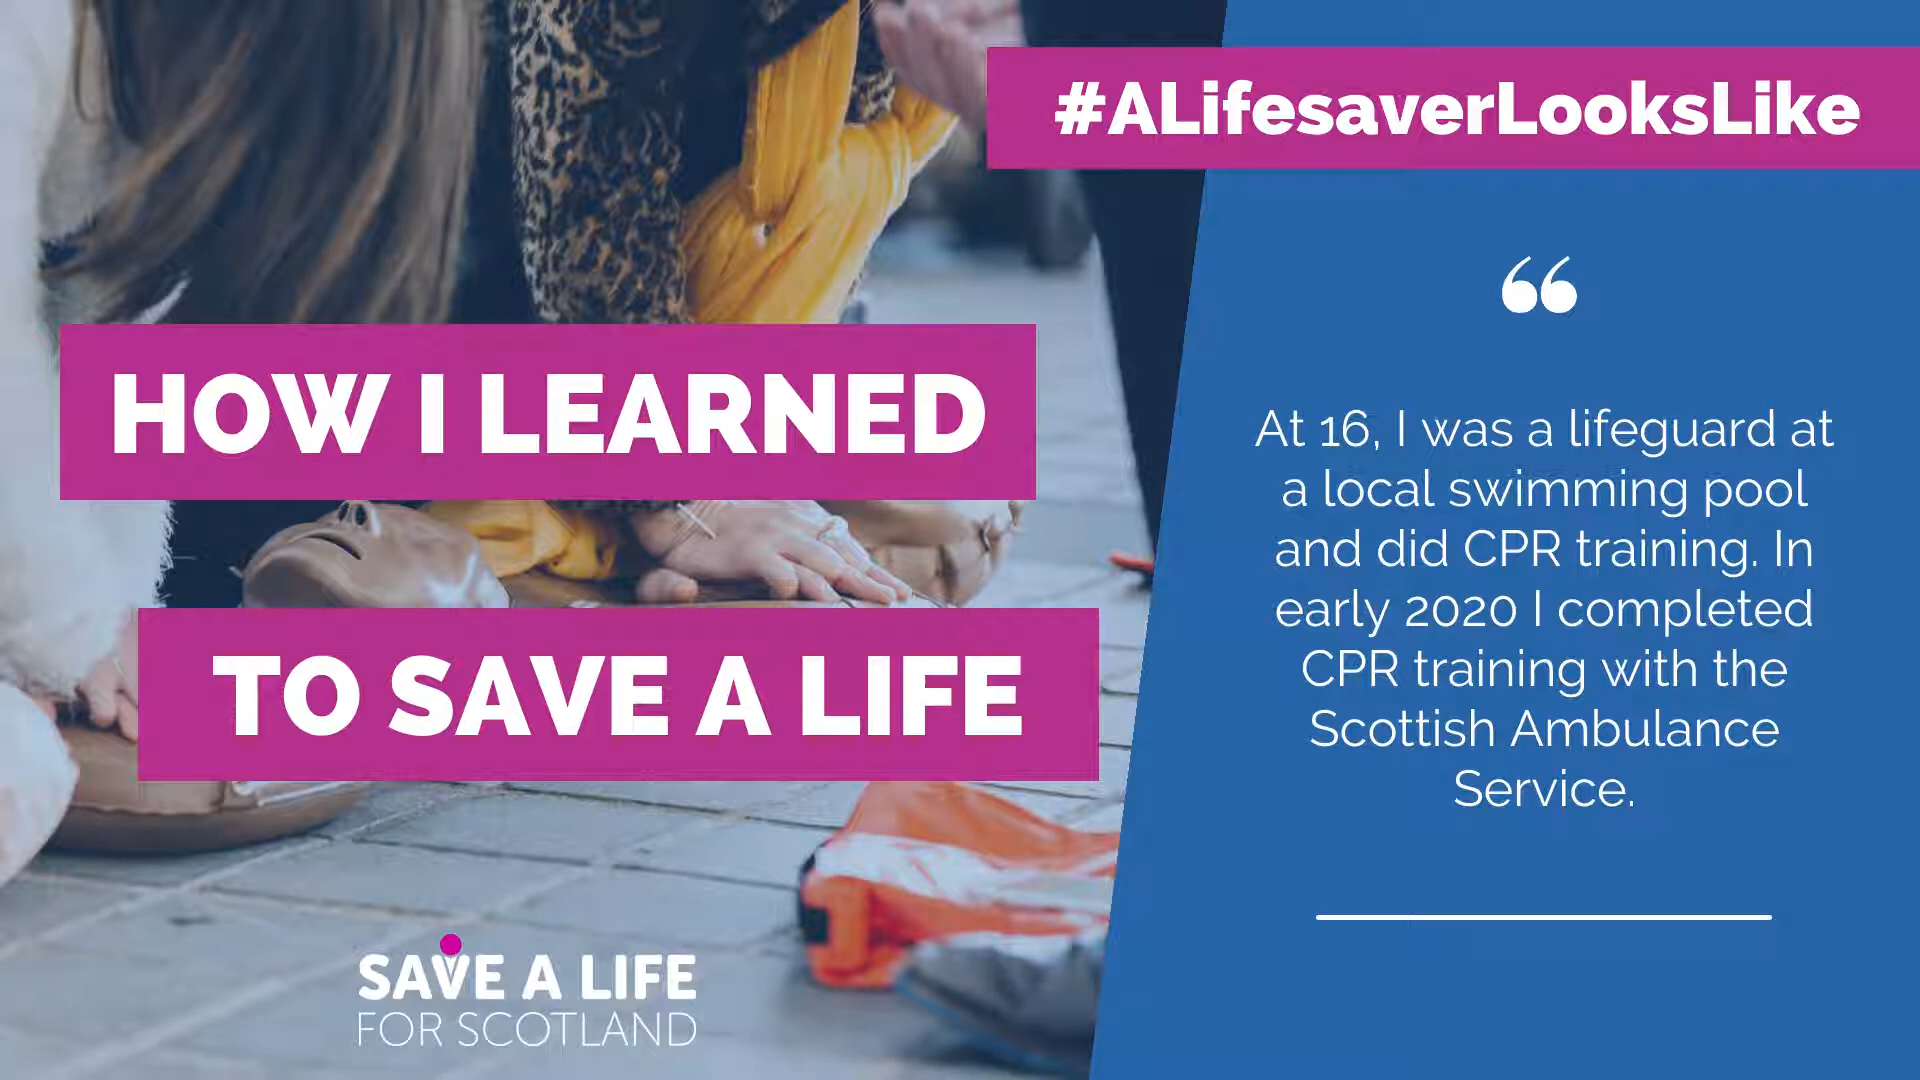 #ALifesaverLooksLike
HOW I LEARNED
TO SAVE A LIFE
“
At 16, I was a lifeguard at
a local swimming pool
and did CPR training. In
early 2020 I completed
CPR training with the
Scottish Ambulance
Service.
SAVE A LIFE
FOR SCOTLAND